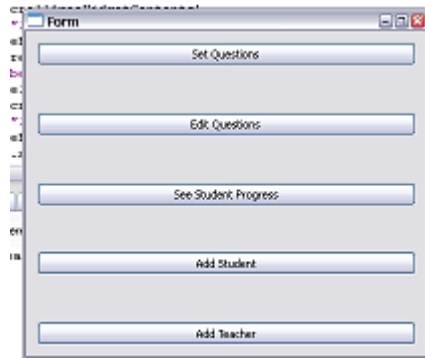 Form
Set Questions
Edit Questions
See Student Progress
Add Student
Add Teacher